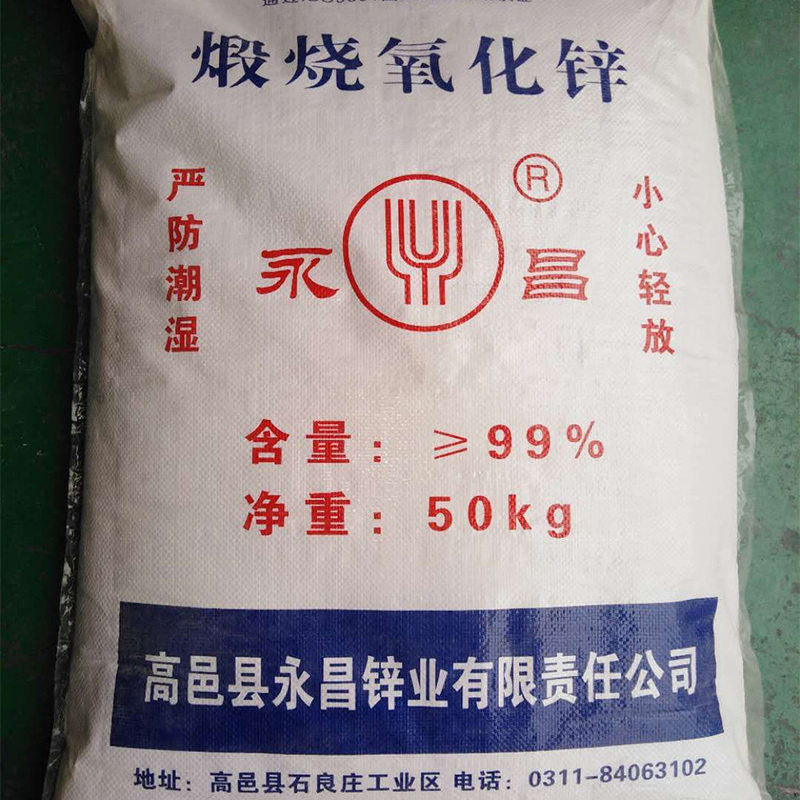 煅烧氧化锌
严防潮湿
永 ® 昌
小心轻放
含量：≥99%
净重：50kg
高邑县永昌锌业有限责任公司
地址：高邑县石良庄工业区 电话：0311-84063102